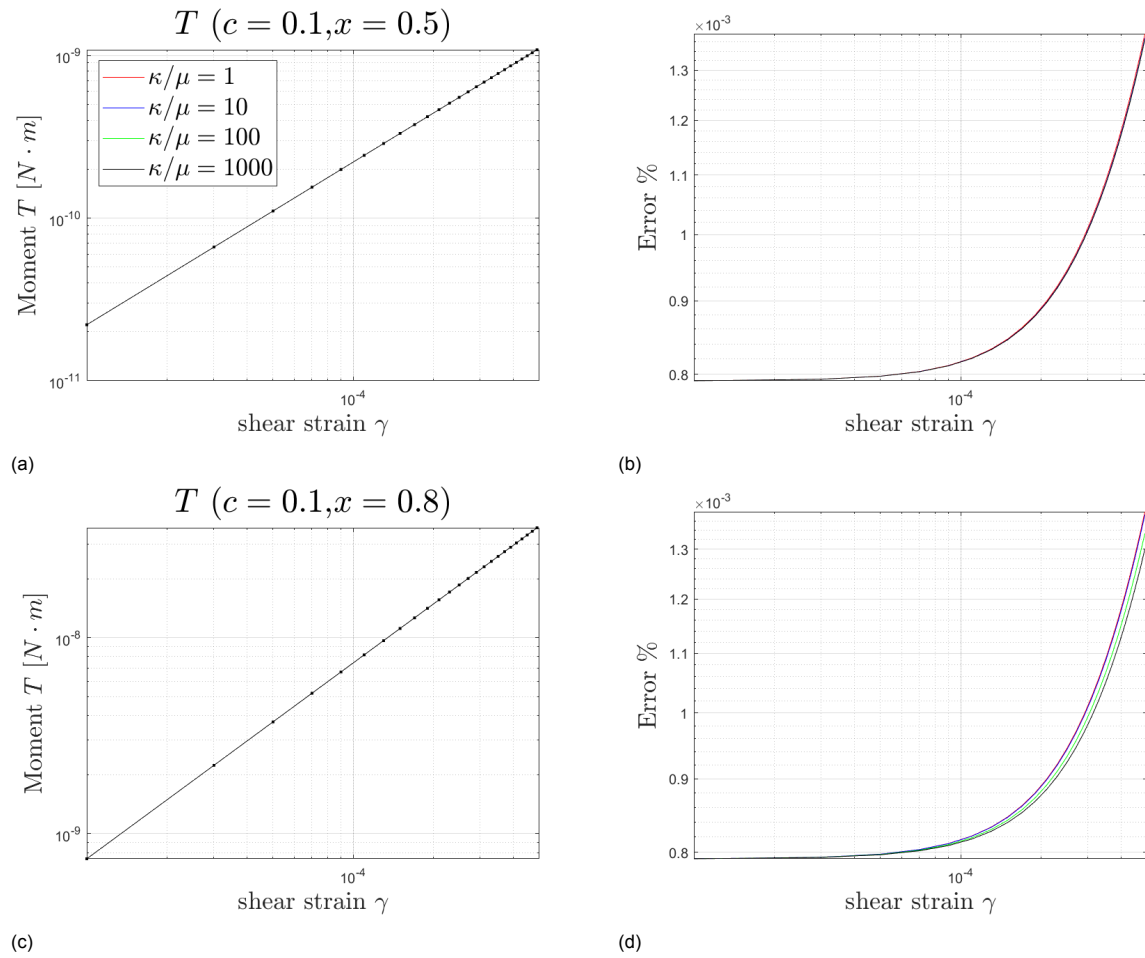 T (c = 0.1,x = 0.5)
10^-9
10^-10
10^-11
Moment T [N · m]
κ/μ = 1
κ/μ = 10
κ/μ = 100
κ/μ = 1000
10^-4
shear strain γ
(a)
×10^-3
1.3
1.2
1.1
1
0.9
0.8
Error %
10^-4
shear strain γ
(b)
T (c = 0.1,x = 0.8)
10^-8
10^-9
Moment T [N · m]
10^-4
shear strain γ
(c)
×10^-3
1.3
1.2
1.1
1
0.9
0.8
Error %
10^-4
shear strain γ
(d)